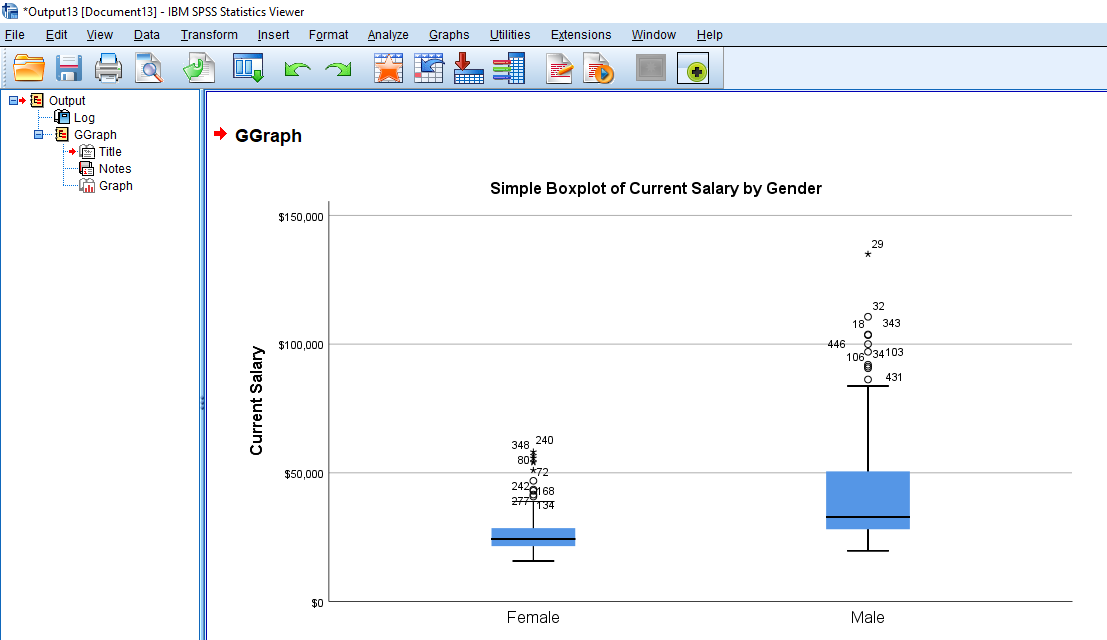 *Output13 [Document13] - IBM SPSS Statistics Viewer
File Edit View Data Transform Insert Format Analyze Graphs Utilities Extensions Window Help
Output
Log
GGraph
Title
Notes
Graph
GGraph
Simple Boxplot of Current Salary by Gender
Current Salary
$150,000
$100,000
$50,000
$0
29
32
18 343
446
34 103
106
431
240
348
80
72
242 168
277 134
Female Male